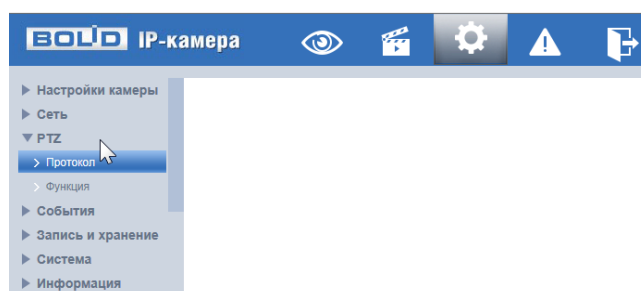 BOLID IP-камера
Настройки камеры
Сеть
PTZ
Протокол
Функция
События
Запись и хранение
Система
Информация